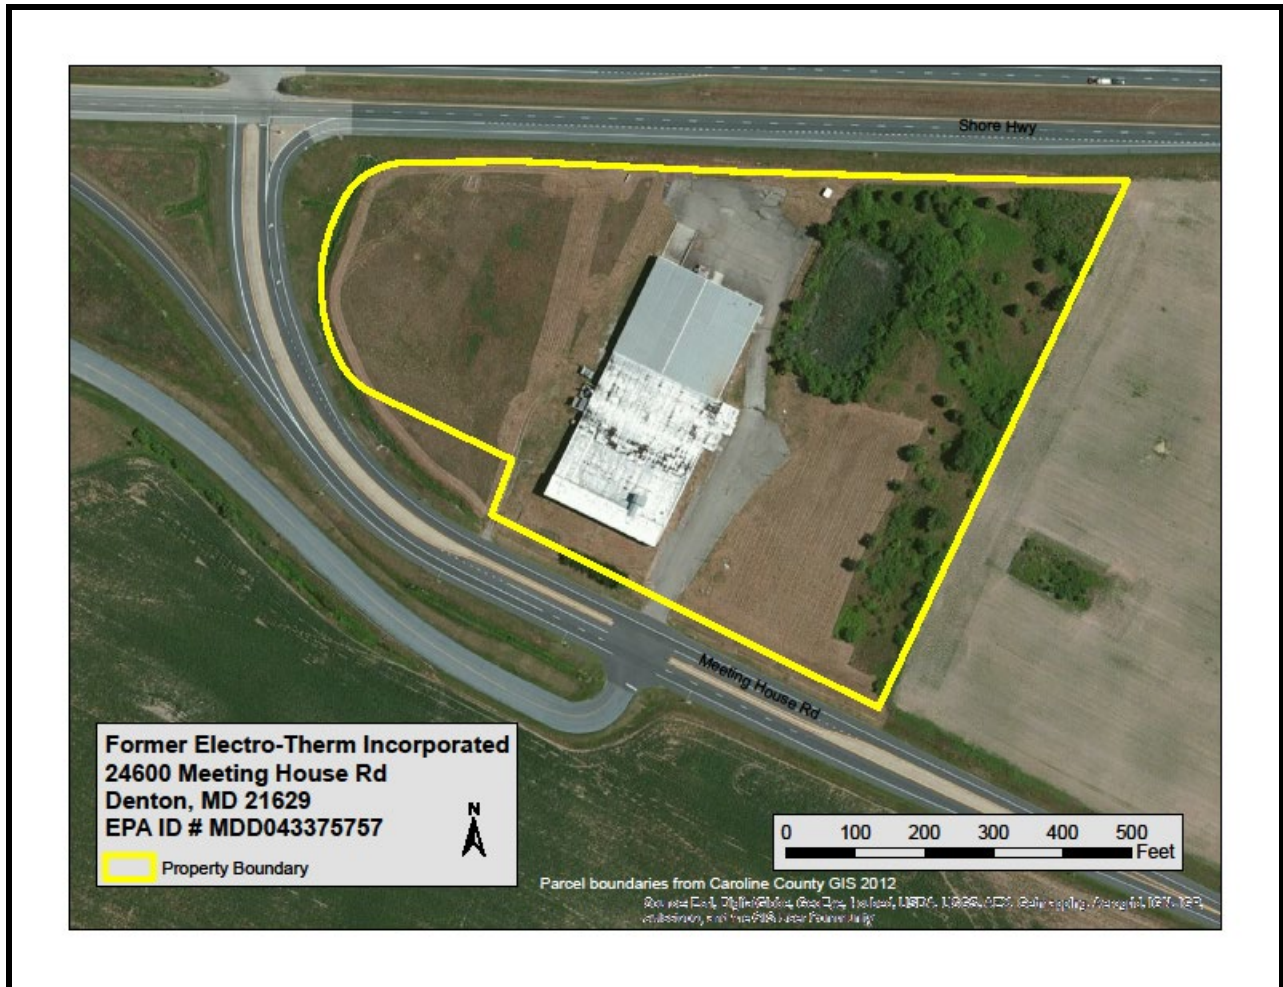 Shore Hwy
Meeting House Rd
Former Electro-Therm Incorporated
24600 Meeting House Rd
Denton, MD 21629
EPA ID # MDD043375757
N
Property Boundary
0 100 200 300 400 500
Feet
Parcel boundaries from Caroline County GIS 2012